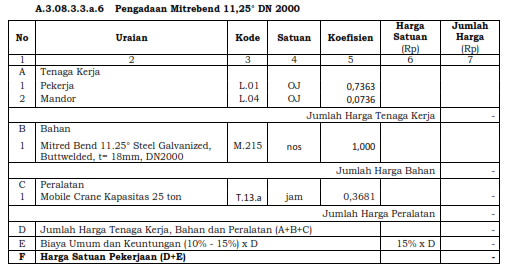 A.3.08.3.3.a.6 Pengadaan Mitrebend 11,25° DN 2000
No Uraian Kode Satuan Koefisien Harga Satuan (Rp) Jumlah Harga (Rp)
1 2 3 4 5 6 7
A Tenaga Kerja
1 Pekerja L.01 OJ 0,7363
2 Mandor L.04 OJ 0,0736
Jumlah Harga Tenaga Kerja -
B Bahan
1 Mitred Bend 11.25° Steel Galvanized, M.215 nos 1,000
Buttwelded, t= 18mm, DN2000
Jumlah Harga Bahan -
C Peralatan
1 Mobile Crane Kapasitas 25 ton T.13.a jam 0,3681
Jumlah Harga Peralatan -
D Jumlah Harga Tenaga Kerja, Bahan dan Peralatan (A+B+C) -
E Biaya Umum dan Keuntungan (10% - 15%) x D 15% x D -
F Harga Satuan Pekerjaan (D+E) -